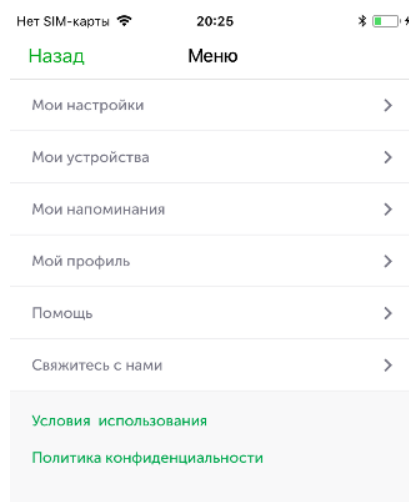 Нет SIM-карты 20:25
Назад Меню
Мои настройки
Мои устройства
Мои напоминания
Мой профиль
Помощь
Свяжитесь с нами
Условия использования
Политика конфиденциальности